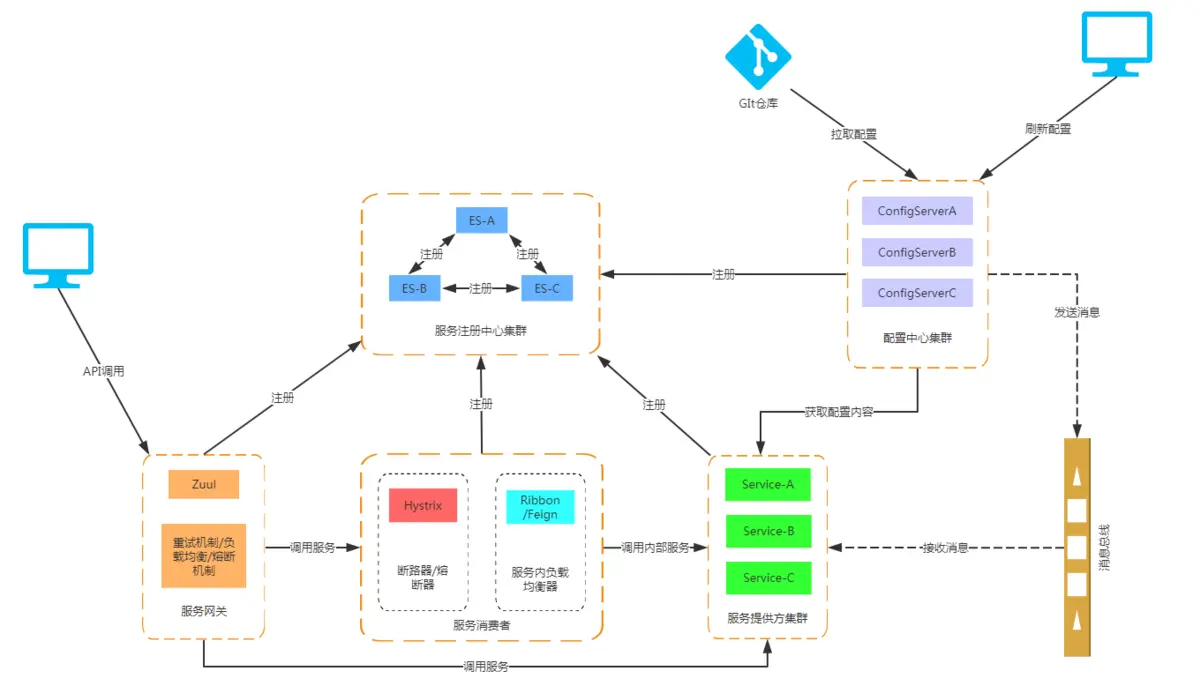 GIt仓库
拉取配置
刷新配置
ConfigServerA
ConfigServerB
ConfigServerC
配置中心集群
ES-A
注册
注册
ES-B
注册
ES-C
服务注册中心集群
注册
发送消息
API调用
注册
注册
注册
获取配置内容
Zuul
重试机制/负
载均衡/熔断
机制
服务网关
调用服务
Hystrix
断路器/熔
断器
Ribbon
/Feign
服务内负载
均衡器
服务消费者
调用内部服务
Service-A
Service-B
Service-C
服务提供方集群
接收消息
消息总线
调用服务